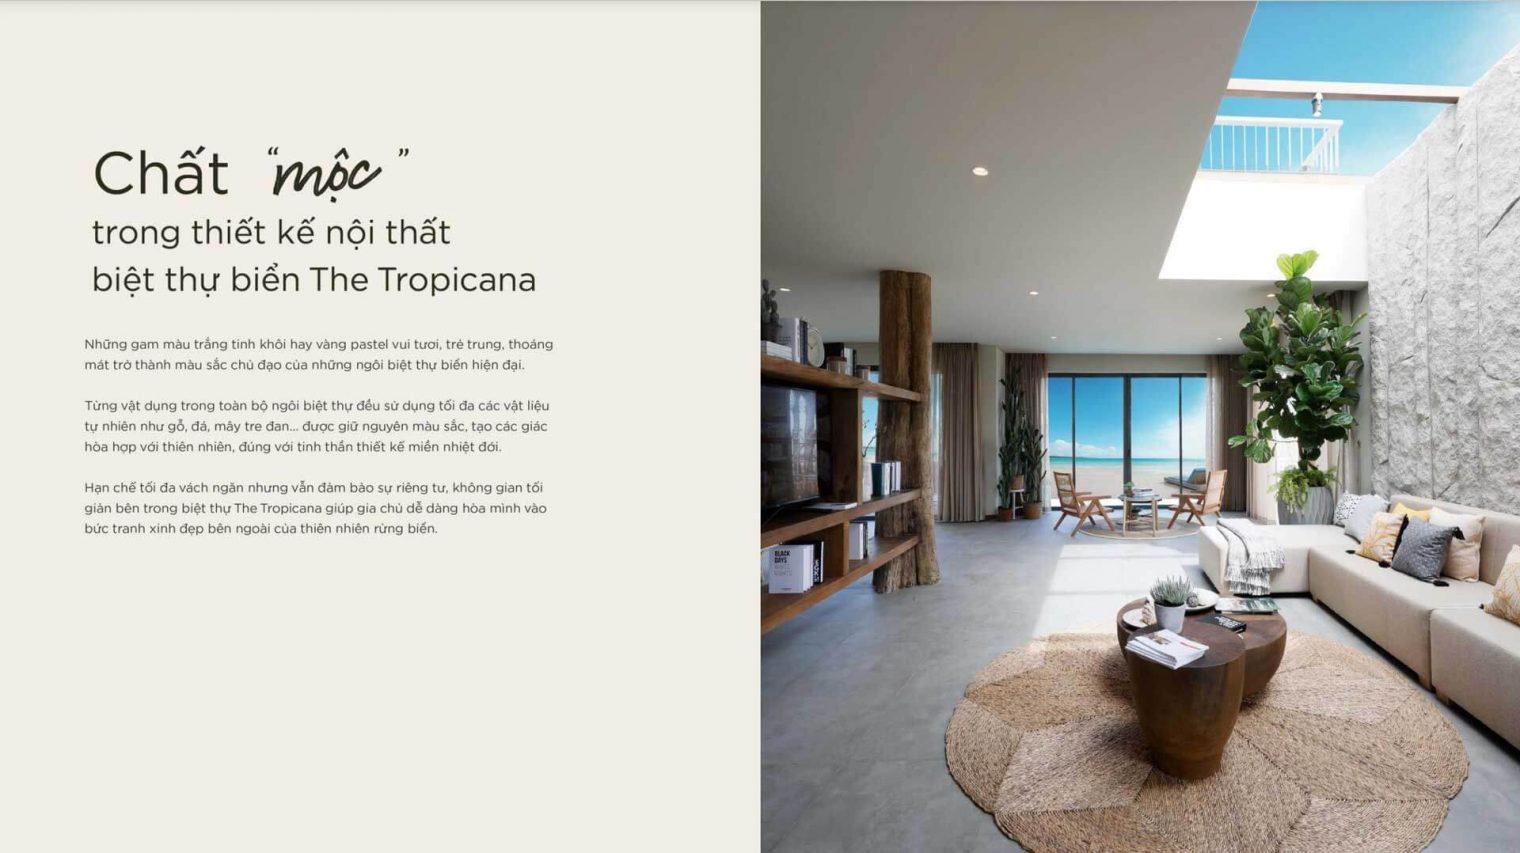 Chất “mộc”
trong thiết kế nội thất
biệt thự biển The Tropicana
Những gam màu trắng tinh khôi hay vàng pastel vui tươi, trẻ trung, thoáng
mát trở thành màu sắc chủ đạo của những ngôi biệt thự biển hiện đại.
Từng vật dụng trong toàn bộ ngôi biệt thự đều sử dụng tối đa các vật liệu
tự nhiên như gỗ, đá, mây tre đan... được giữ nguyên màu sắc, tạo các giác
hòa hợp với thiên nhiên, đúng với tinh thần thiết kế miền nhiệt đới.
Hạn chế tối đa vách ngăn nhưng vẫn đảm bảo sự riêng tư, không gian tối
giản bên trong biệt thự The Tropicana giúp gia chủ dễ dàng hòa mình vào
bức tranh xinh đẹp bên ngoài của thiên nhiên rừng biển.
BLACK
DAYS